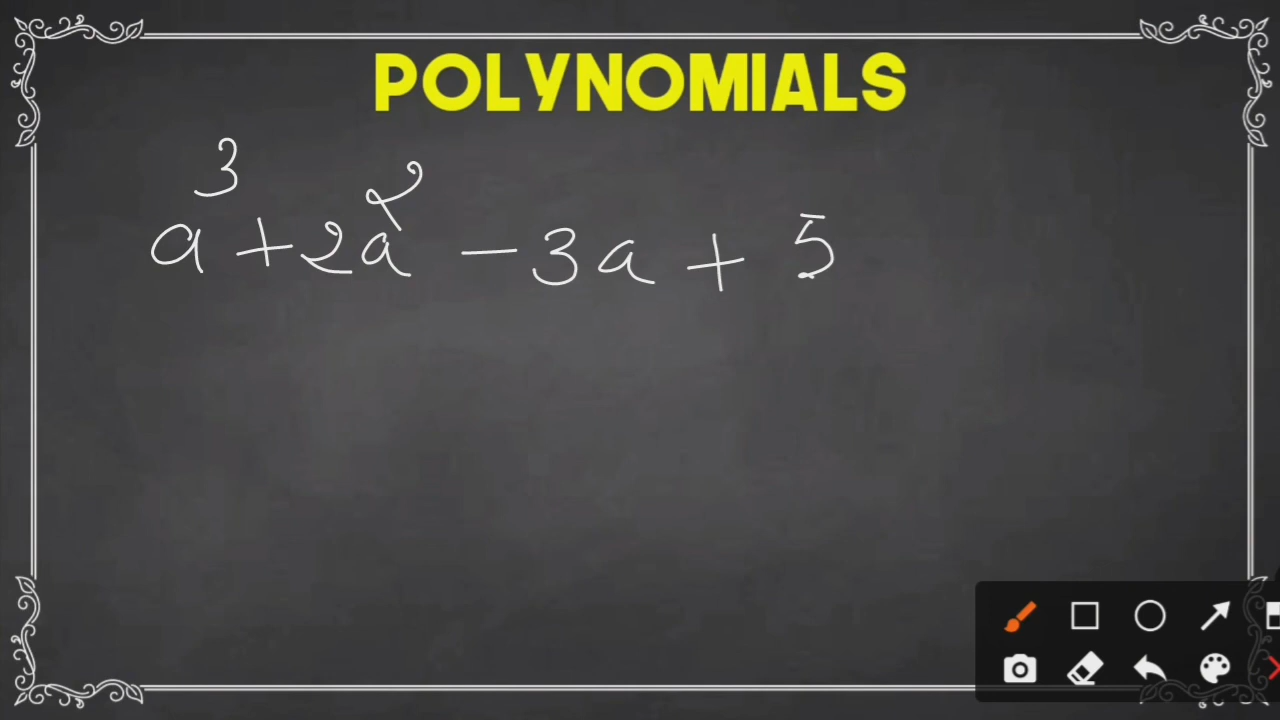 POLYNOMIALS
a³ + 2a² - 3a + 5